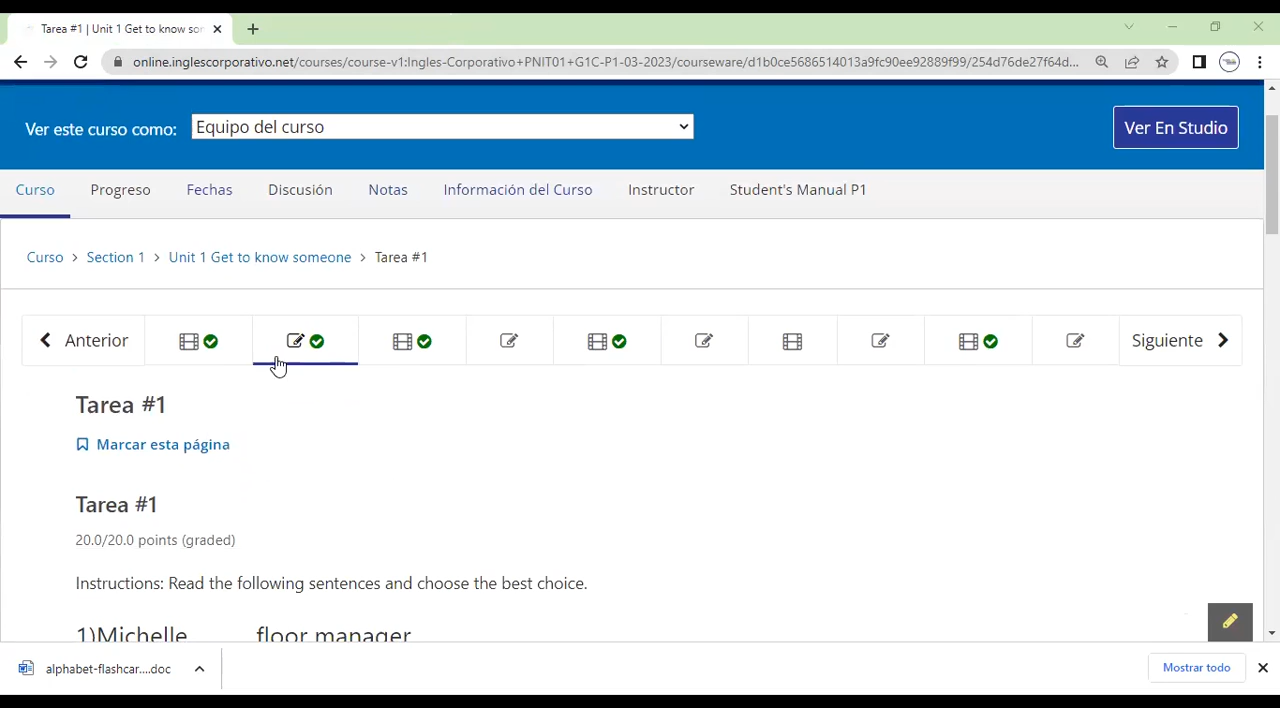 Tarea #1 | Unit 1 Get to know so
online.inglescorporativo.net/courses/course-v1:Ingles-Corporativo+PNIT01+G1C-P1-03-2023/courseware/d1b0ce5686514013a9fc90ee92889f99/254d76de27f64d...
Ver este curso como: Equipo del curso Ver En Studio
Curso Progreso Fechas Discusión Notas Información del Curso Instructor Student's Manual P1
Curso > Section 1 > Unit 1 Get to know someone > Tarea #1
Anterior Siguiente
Tarea #1
Marcar esta página
Tarea #1
20.0/20.0 points (graded)
Instructions: Read the following sentences and choose the best choice.
1)Michelle floor manager
alphabet-flashcar....doc Mostrar todo